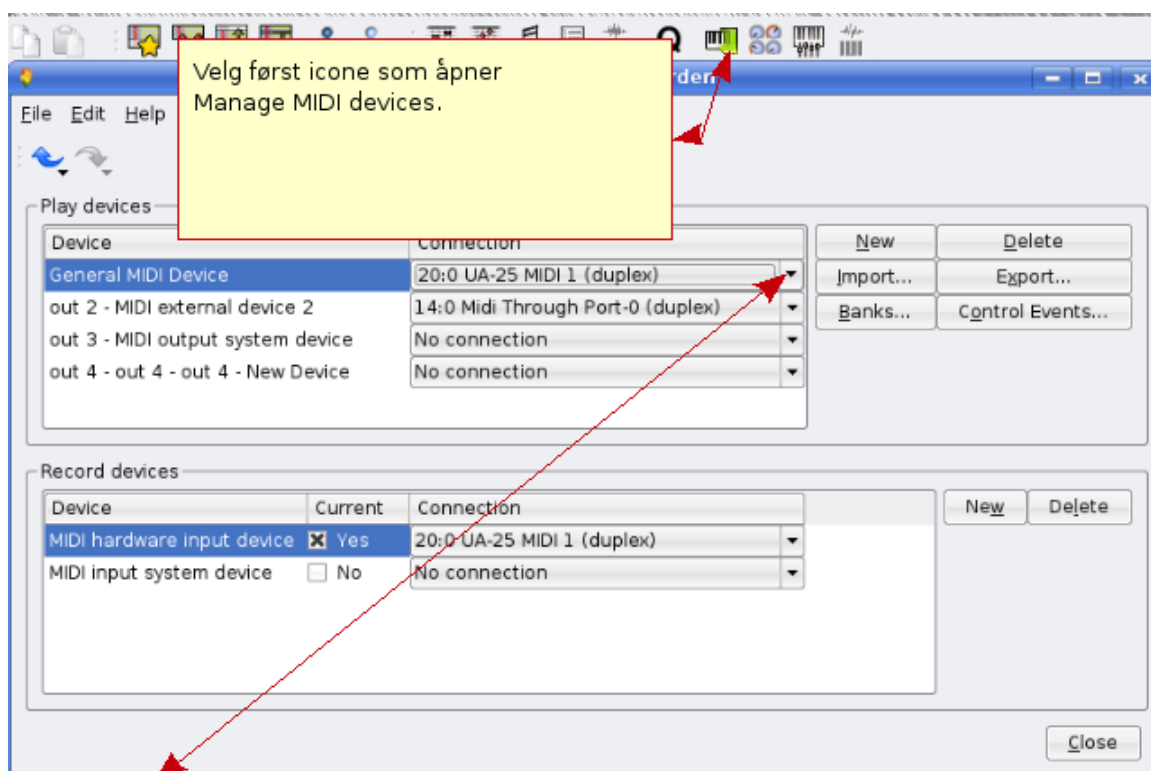 Velg først icone som åpner
Manage MIDI devices.
rden
File Edit Help
Play devices
Device Connection
General MIDI Device 20:0 UA-25 MIDI 1 (duplex)
out 2 - MIDI external device 2 14:0 Midi Through Port-0 (duplex)
out 3 - MIDI output system device No connection
out 4 - out 4 - out 4 - New Device No connection
New Delete
Import... Export...
Banks... Control Events...
Record devices
Device Current Connection
MIDI hardware input device Yes 20:0 UA-25 MIDI 1 (duplex)
MIDI input system device No No connection
New Delete
Close